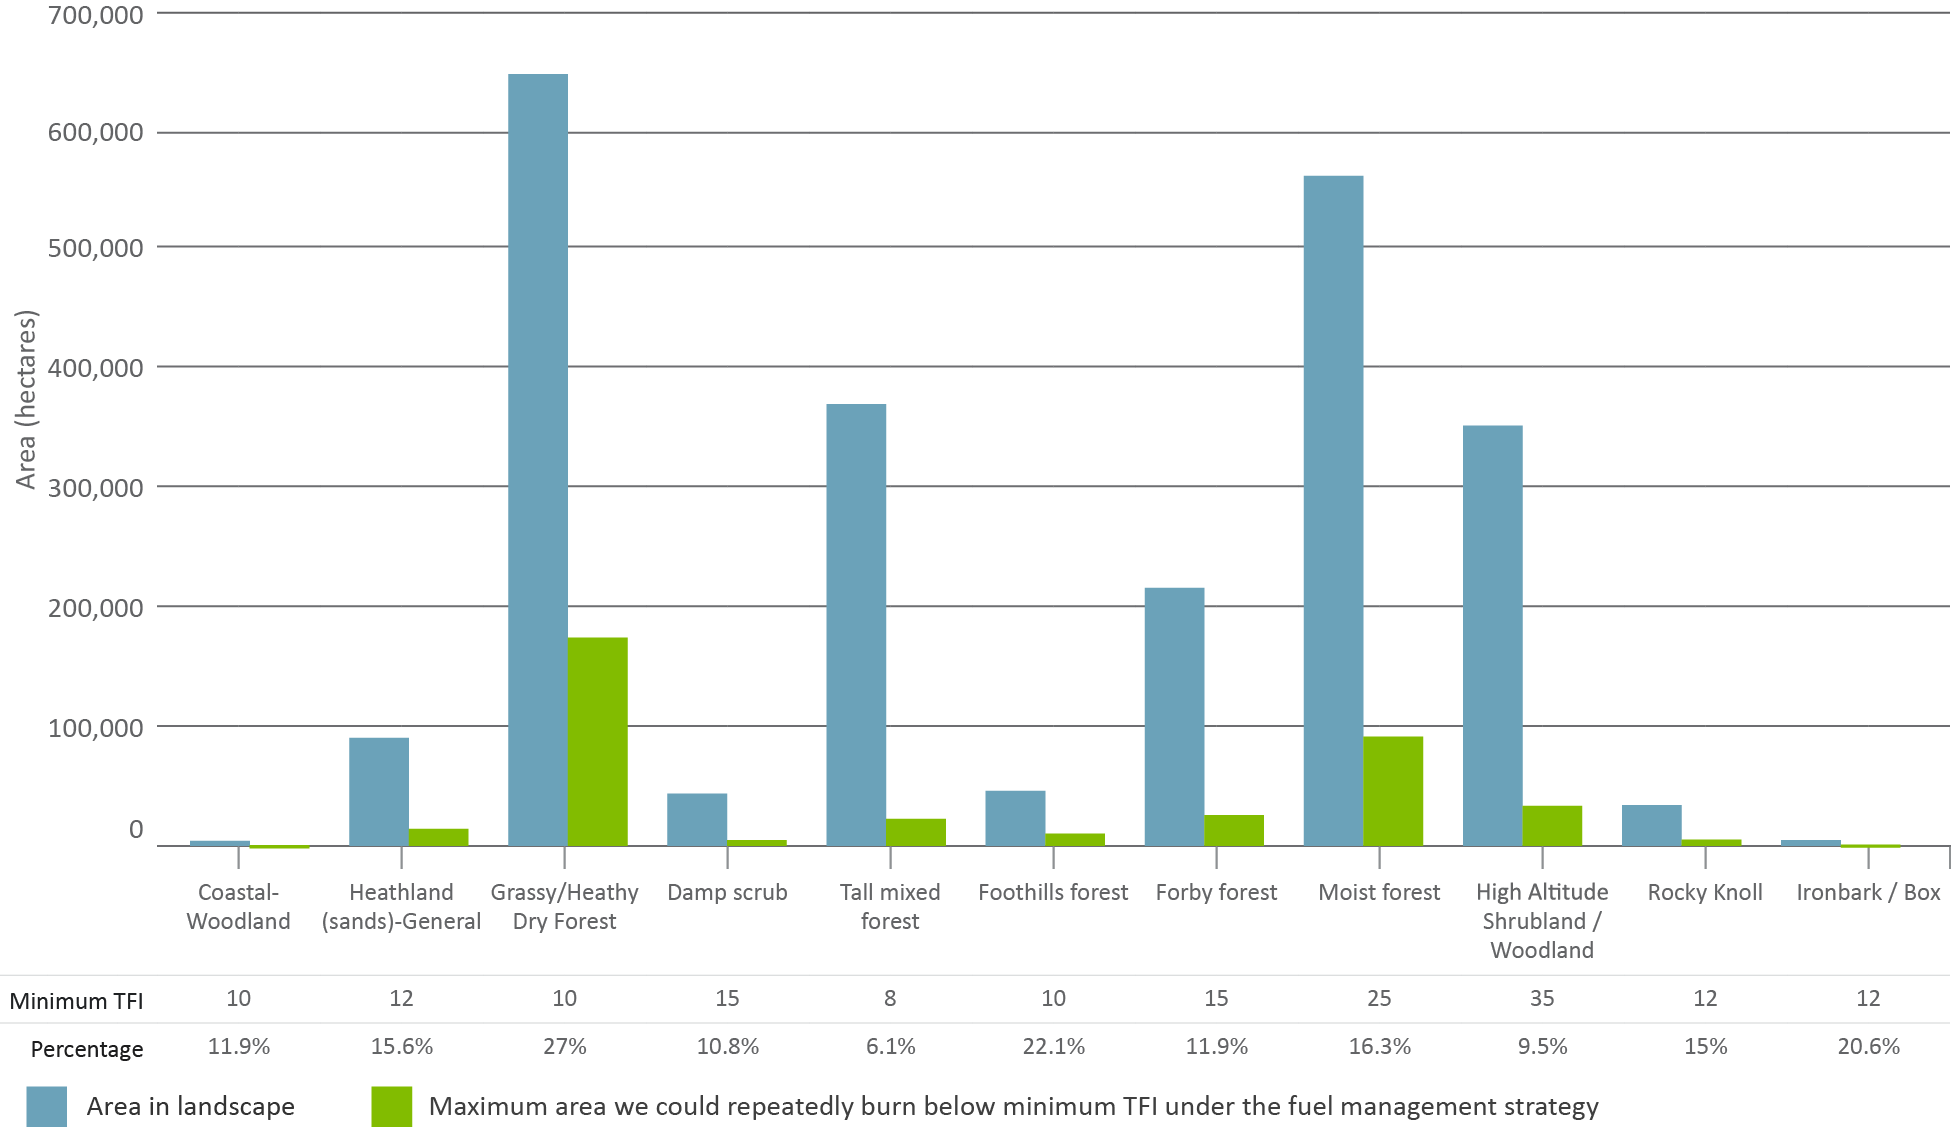 700,000
600,000
500,000
400,000
300,000
200,000
100,000
0
Area (hectares)
Coastal-
Woodland
Heathland
(sands)-General
Grassy/Heathy
Dry Forest
Damp scrub
Tall mixed
forest
Foothills forest
Forby forest
Moist forest
High Altitude
Shrubland /
Woodland
Rocky Knoll
Ironbark / Box
Minimum TFI 10 12 10 15 8 10 15 25 35 12 12
Percentage 11.9% 15.6% 27% 10.8% 6.1% 22.1% 11.9% 16.3% 9.5% 15% 20.6%
Area in landscape
Maximum area we could repeatedly burn below minimum TFI under the fuel management strategy